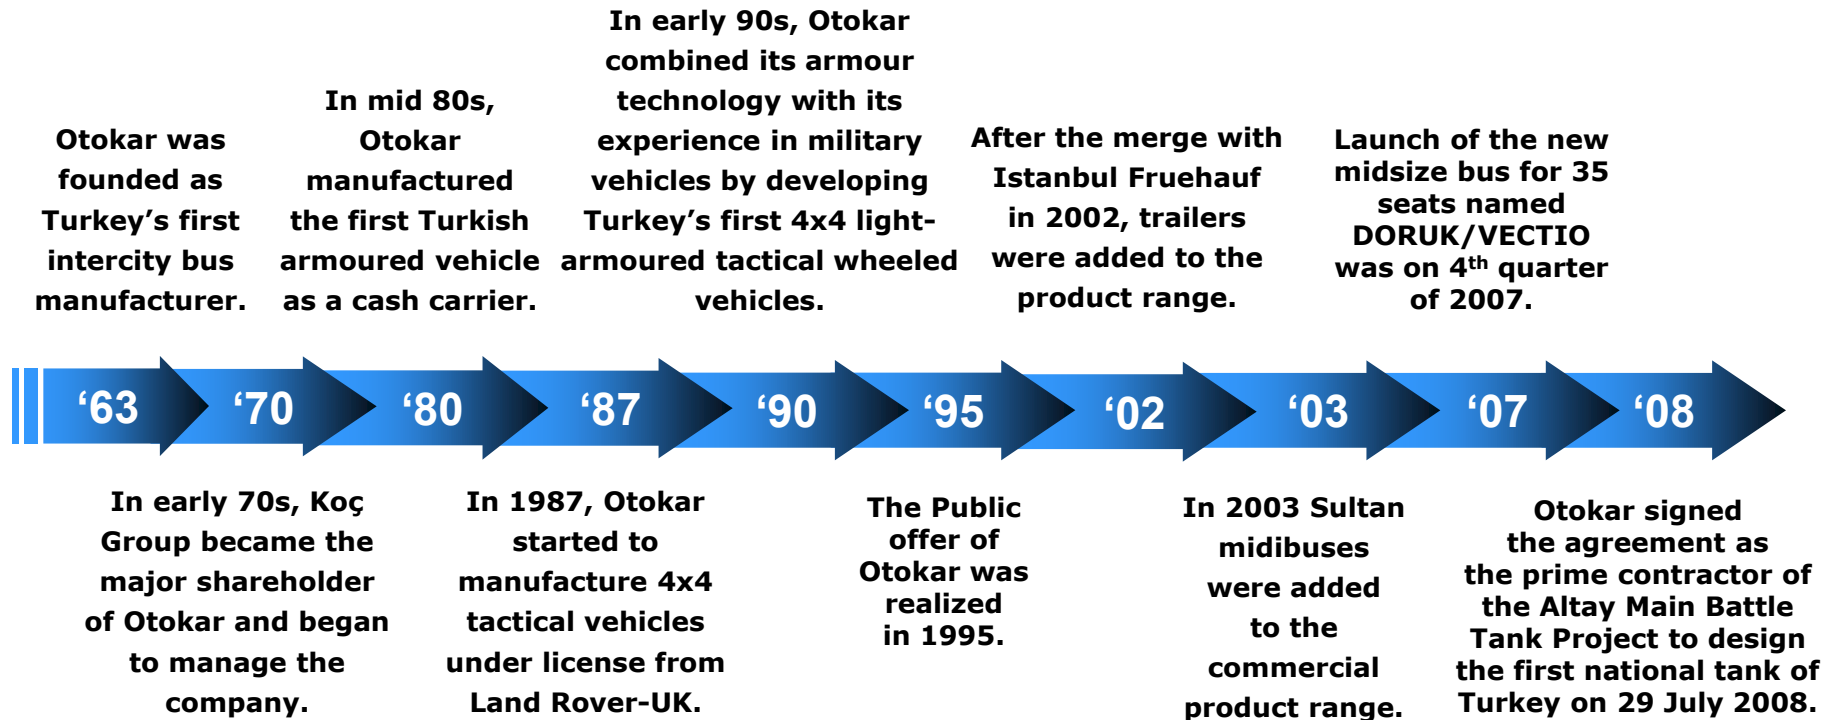 Otokar was
founded as
Turkey’s first
intercity bus
manufacturer.
In mid 80s,
Otokar
manufactured
the first Turkish
armoured vehicle
as a cash carrier.
In early 90s, Otokar
combined its armour
technology with its
experience in military
vehicles by developing
Turkey’s first 4x4 light-
armoured tactical wheeled
vehicles.
After the merge with
Istanbul Fruehauf
in 2002, trailers
were added to the
product range.
Launch of the new
midsize bus for 35
seats named
DORUK/VECTIO
was on 4th quarter
of 2007.
‘63 ‘70 ‘80 ‘87 ‘90 ‘95 ‘02 ‘03 ‘07 ‘08
In early 70s, Koç
Group became the
major shareholder
of Otokar and began
to manage the
company.
In 1987, Otokar
started to
manufacture 4x4
tactical vehicles
under license from
Land Rover-UK.
The Public
offer of
Otokar was
realized
in 1995.
In 2003 Sultan
midibuses
were added
to the
commercial
product range.
Otokar signed
the agreement as
the prime contractor of
the Altay Main Battle
Tank Project to design
the first national tank of
Turkey on 29 July 2008.